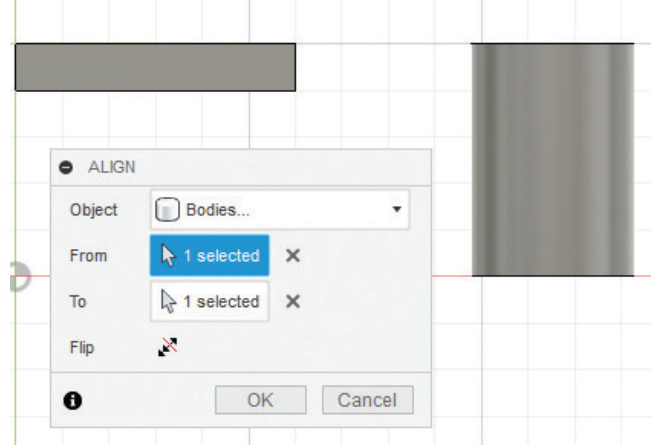 ALIGN
Object Bodies...
From 1 selected
To 1 selected
Flip
OK Cancel